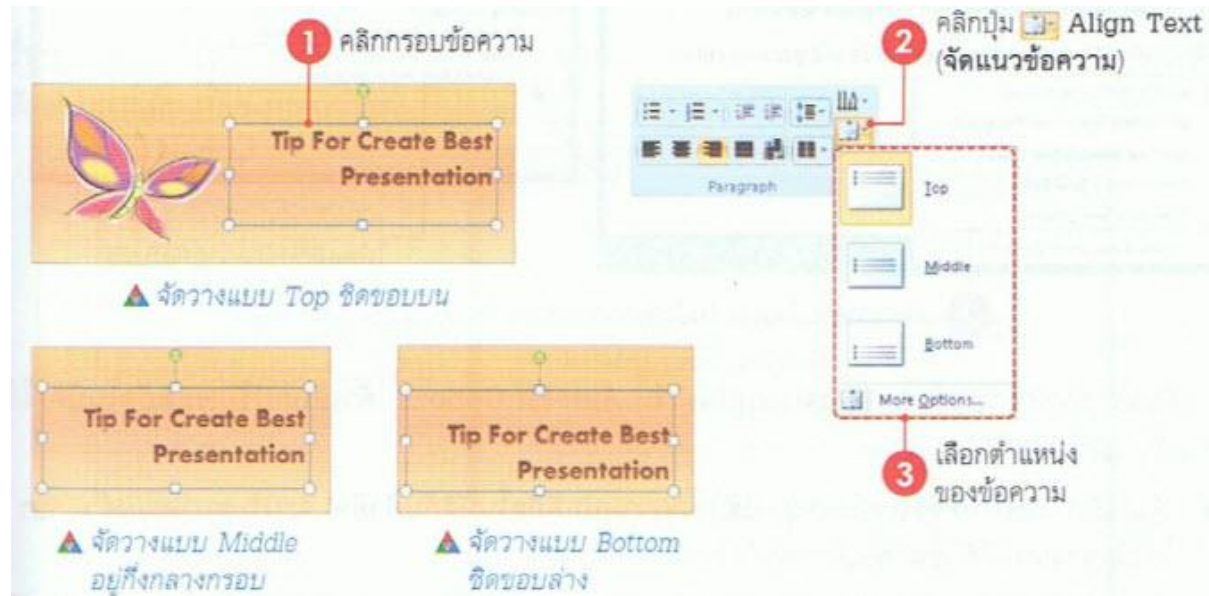 1 คลิกกรอบข้อความ
Tip For Create Best
Presentation
▲ จัดวางแบบ Top ชิดขอบบน
Tip For Create Best
Presentation
▲ จัดวางแบบ Middle
อยู่กึ่งกลางกรอบ
Tip For Create Best
Presentation
▲ จัดวางแบบ Bottom
ชิดขอบล่าง
2 คลิกปุ่ม Align Text
(จัดแนวข้อความ)
Paragraph
Top
Middle
Bottom
More Options...
3 เลือกตำแหน่ง
ของข้อความ